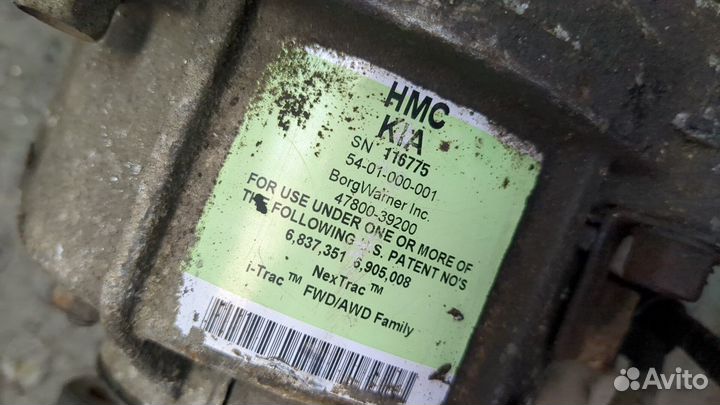 HMC
KIA
SN 116775
54-01-000-001
BorgWarner Inc.
47800-39200
FOR USE UNDER ONE OR MORE OF
THE FOLLOWING U.S. PATENT NO'S
6,837,351 6,905,008
NexTrac™
i-Trac™ FWD/AWD Family
Avito